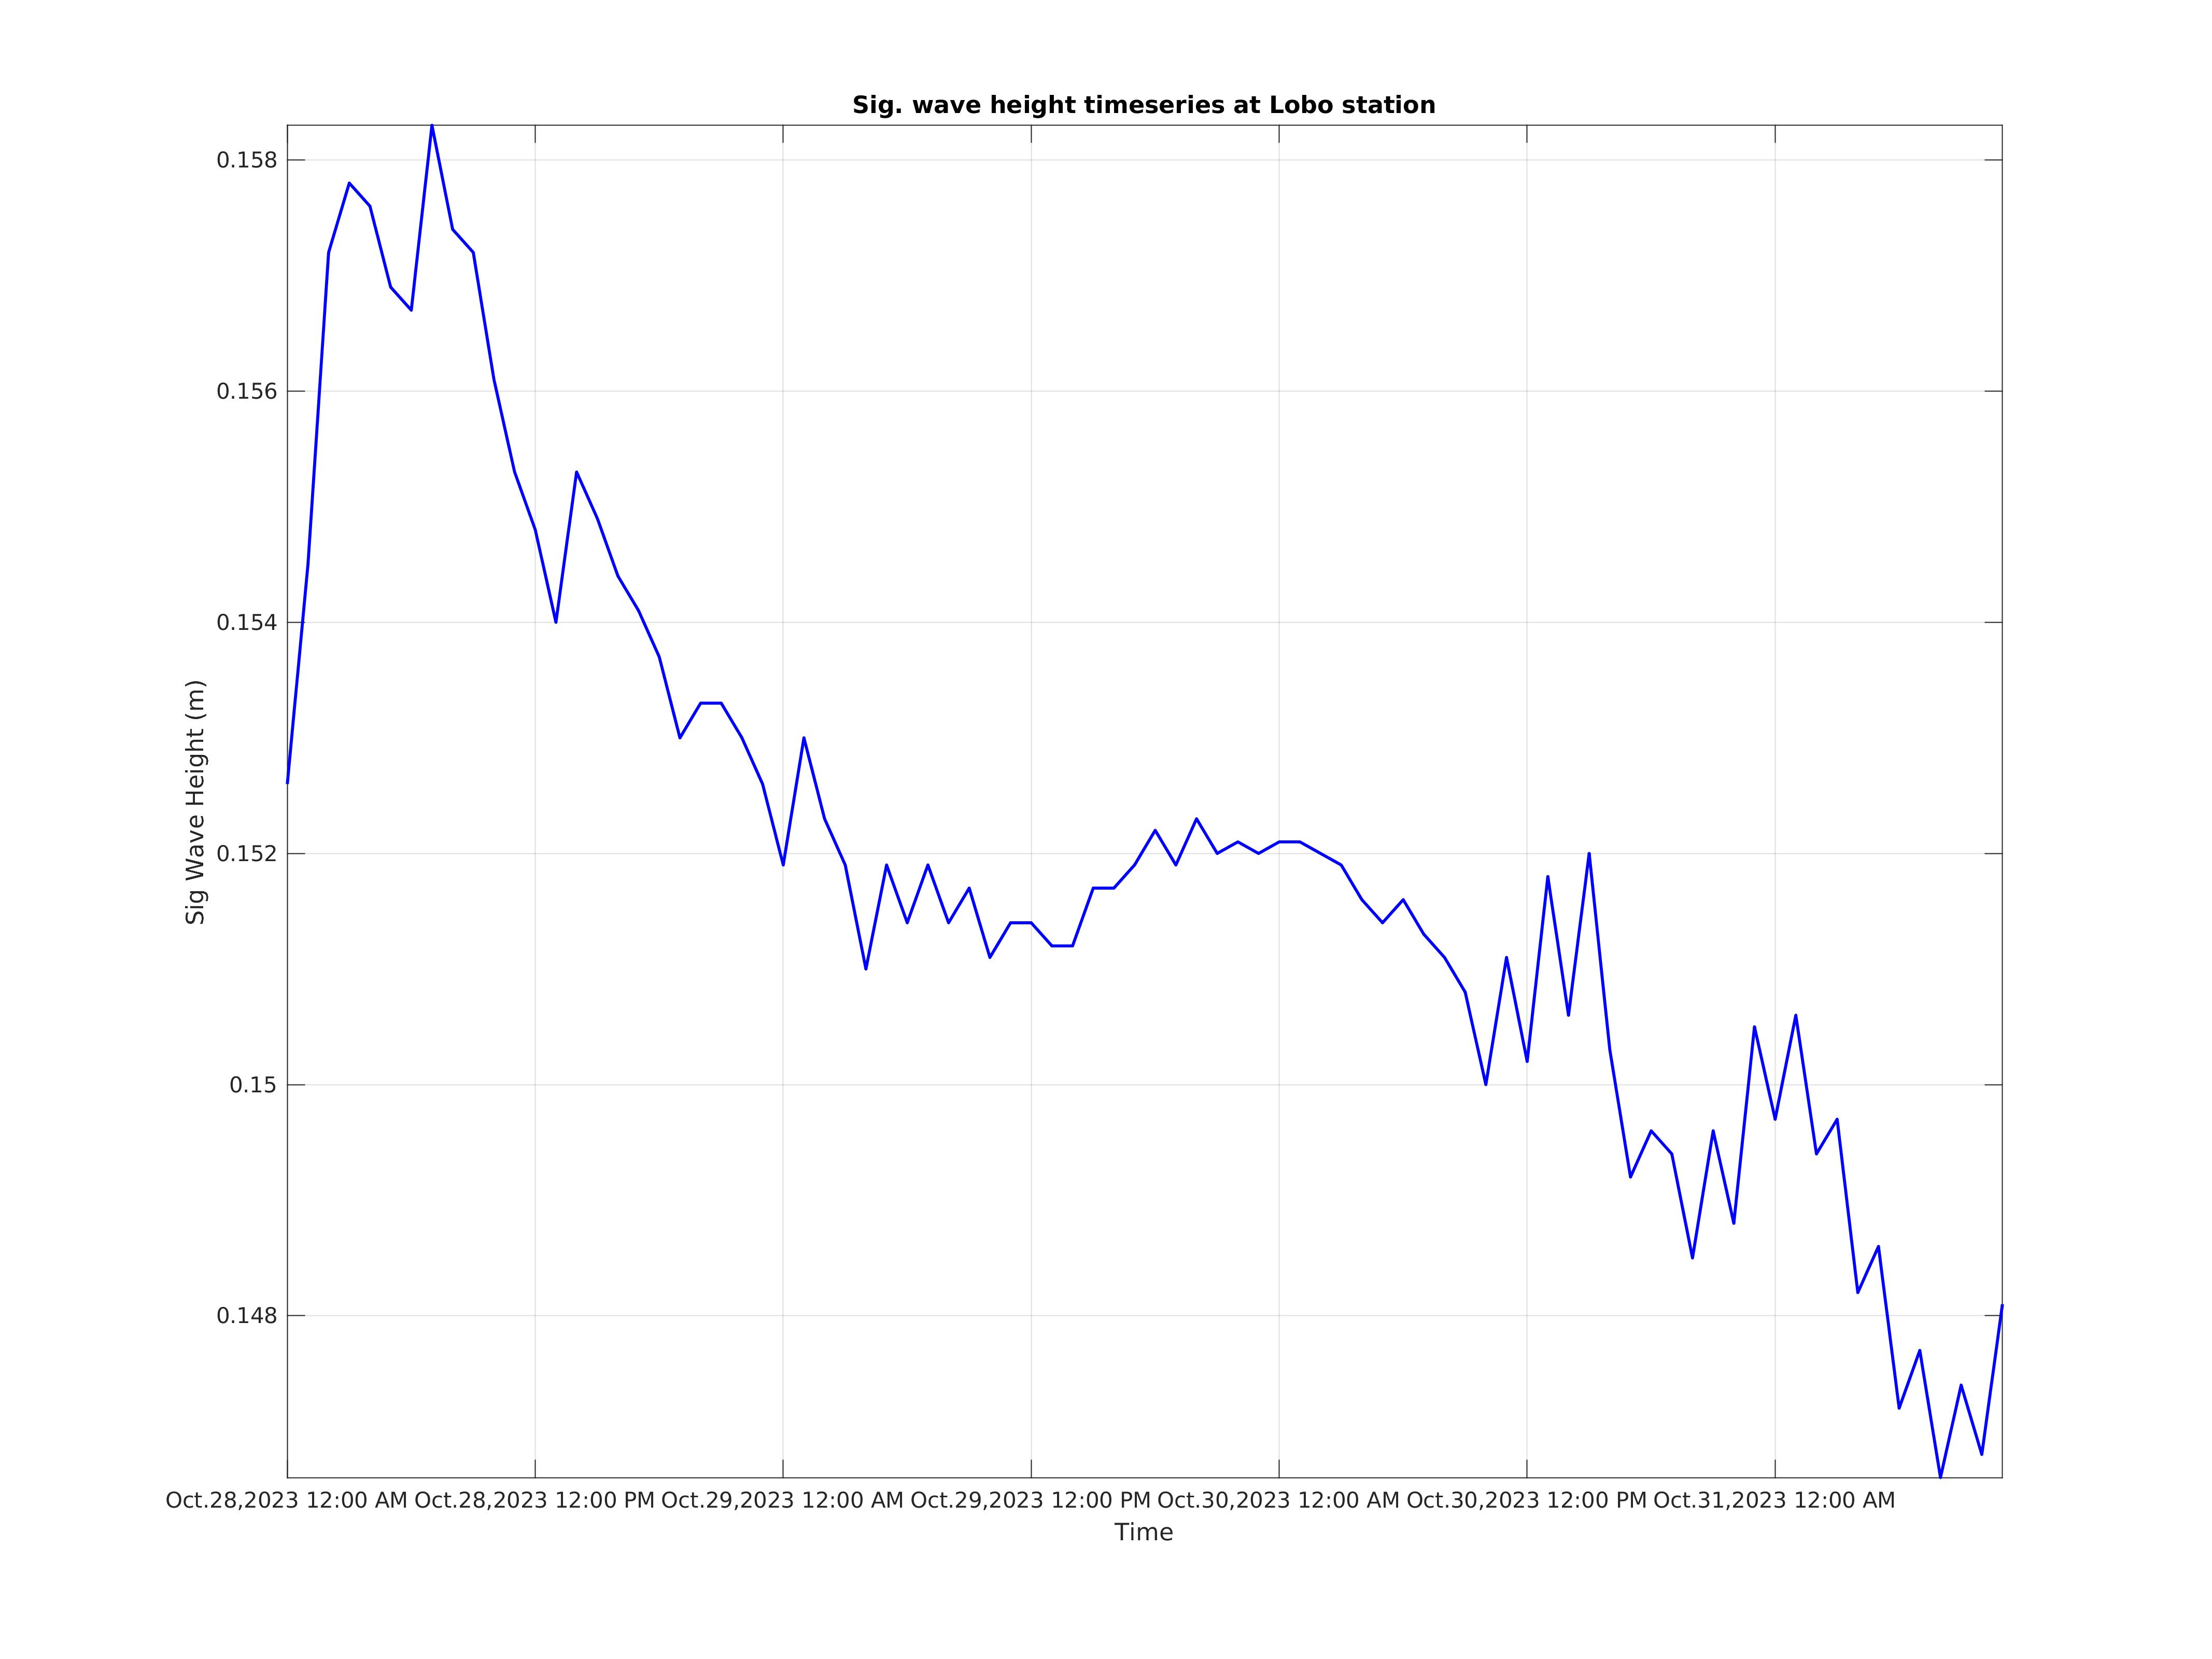 Sig. wave height timeseries at Lobo station
0.158
0.156
0.154
0.152
0.15
0.148
Sig Wave Height (m)
Oct.28,2023 12:00 AM Oct.28,2023 12:00 PM Oct.29,2023 12:00 AM Oct.29,2023 12:00 PM Oct.30,2023 12:00 AM Oct.30,2023 12:00 PM Oct.31,2023 12:00 AM
Time